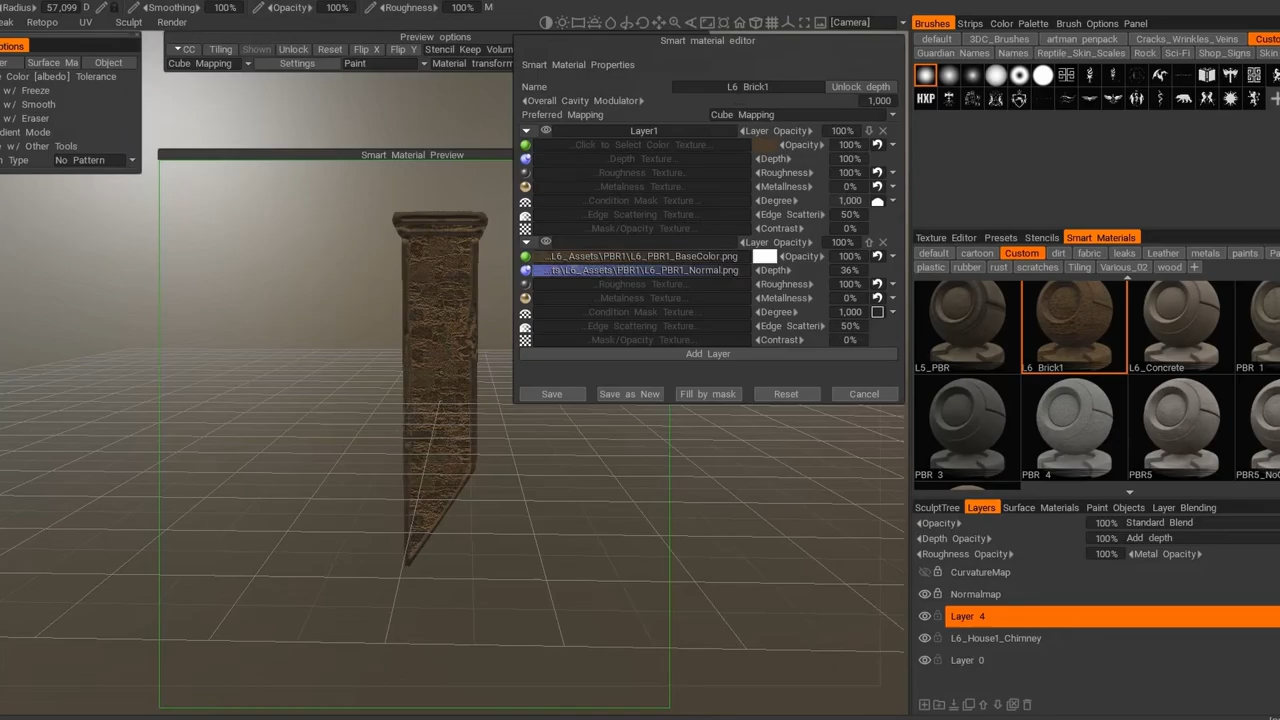 Radius 57,099 D Smoothing 100% Opacity 100% Roughness 100% M
eak Retopo UV Sculpt Render
[Camera]
ptions
er Surface Ma Object
e Color [albedo] Tolerance
w/ Freeze
w/ Smooth
w/ Eraser
adient Mode
w/ Other Tools
n Type No Pattern
Preview options
CC Tiling Shown Unlock Reset Flip X Flip Y Stencil Keep Volum
Cube Mapping Settings Paint Material transform
Smart Material Preview
Smart material editor
Smart Material Properties
Name L6 Brick1 Unlock depth
Overall Cavity Modulator 1,000
Preferred Mapping Cube Mapping
Layer1 Layer Opacity 100%
..Click to Select Color Texture... Opacity 100%
..Depth Texture... Depth 100%
..Roughness Texture.. Roughness 100%
..Metalness Texture.. Metallness 0%
..Condition Mask Texture... Degree 1,000
..Edge Scattering Texture... Edge Scatteri 50%
..Mask/Opacity Texture... Contrast 0%
Layer Opacity 100%
...L6_Assets\PBR1\L6_PBR1_BaseColor.png Opacity 100%
...ts\L6_Assets\PBR1\L6_PBR1_Normal.png Depth 36%
..Roughness Texture.. Roughness 100%
..Metalness Texture.. Metallness 0%
..Condition Mask Texture... Degree 1,000
..Edge Scattering Texture... Edge Scatteri 50%
..Mask/Opacity Texture... Contrast 0%
Add Layer
Save Save as New Fill by mask Reset Cancel
Brushes Strips Color Palette Brush Options Panel
default 3DC_Brushes artman penpack Cracks_Wrinkles_Veins Custo
Guardian Names Names Reptile_Skin_Scales Rock Sci-Fi Shop_Signs Skin
HXP
Texture Editor Presets Stencils Smart Materials
default cartoon Custom dirt fabric leaks Leather metals paints
plastic rubber rust scratches Tiling Various_02 wood
L5_PBR L6 Brick1 L6_Concrete PBR 1
PBR 3 PBR 4 PBR5 PBR5_NoC
SculptTree Layers Surface Materials Paint Objects Layer Blending
Opacity 100% Standard Blend
Depth Opacity 100% Add depth
Roughness Opacity 100% Metal Opacity
CurvatureMap
Normalmap
Layer 4
L6_House1_Chimney
Layer 0